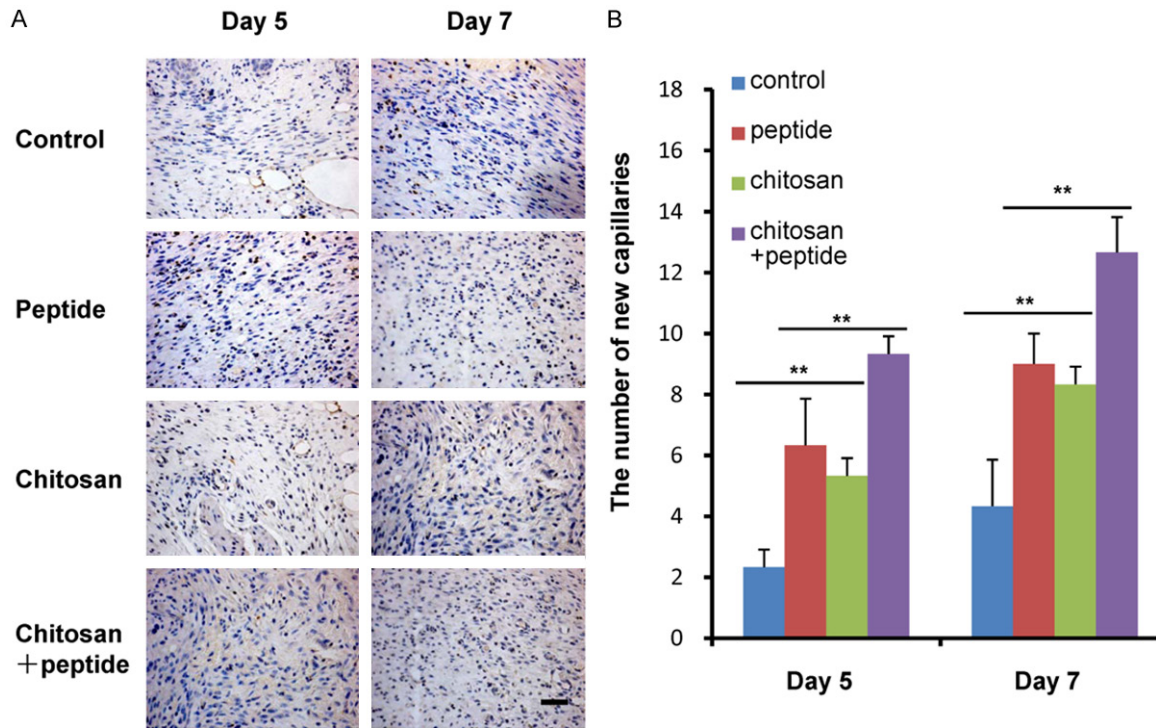 A
Day 5
Day 7
Control
Peptide
Chitosan
Chitosan
+peptide
B
The number of new capillaries
18
16
14
12
10
8
6
4
2
0
control
peptide
chitosan
chitosan
+peptide
**
**
**
**
Day 5
Day 7